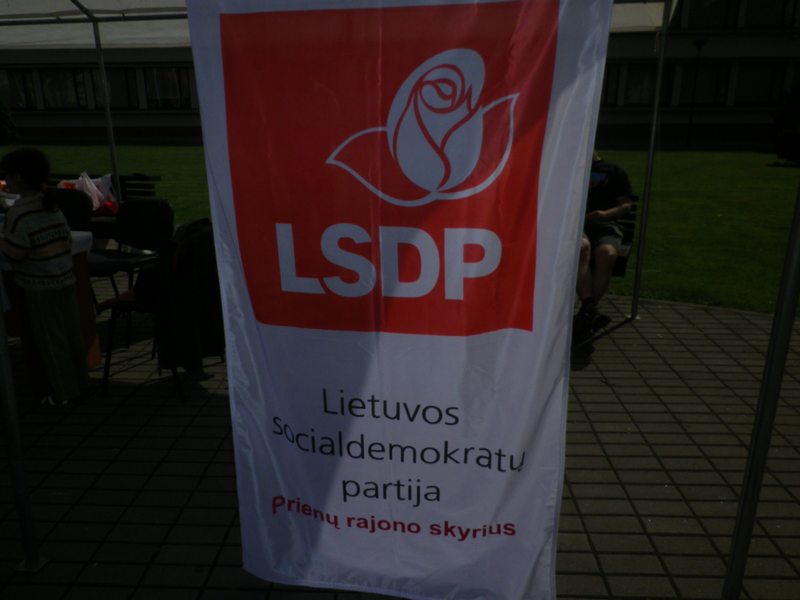 LSDP
Lietuvos
socialdemokratų
partija
Prienų rajono skyrius